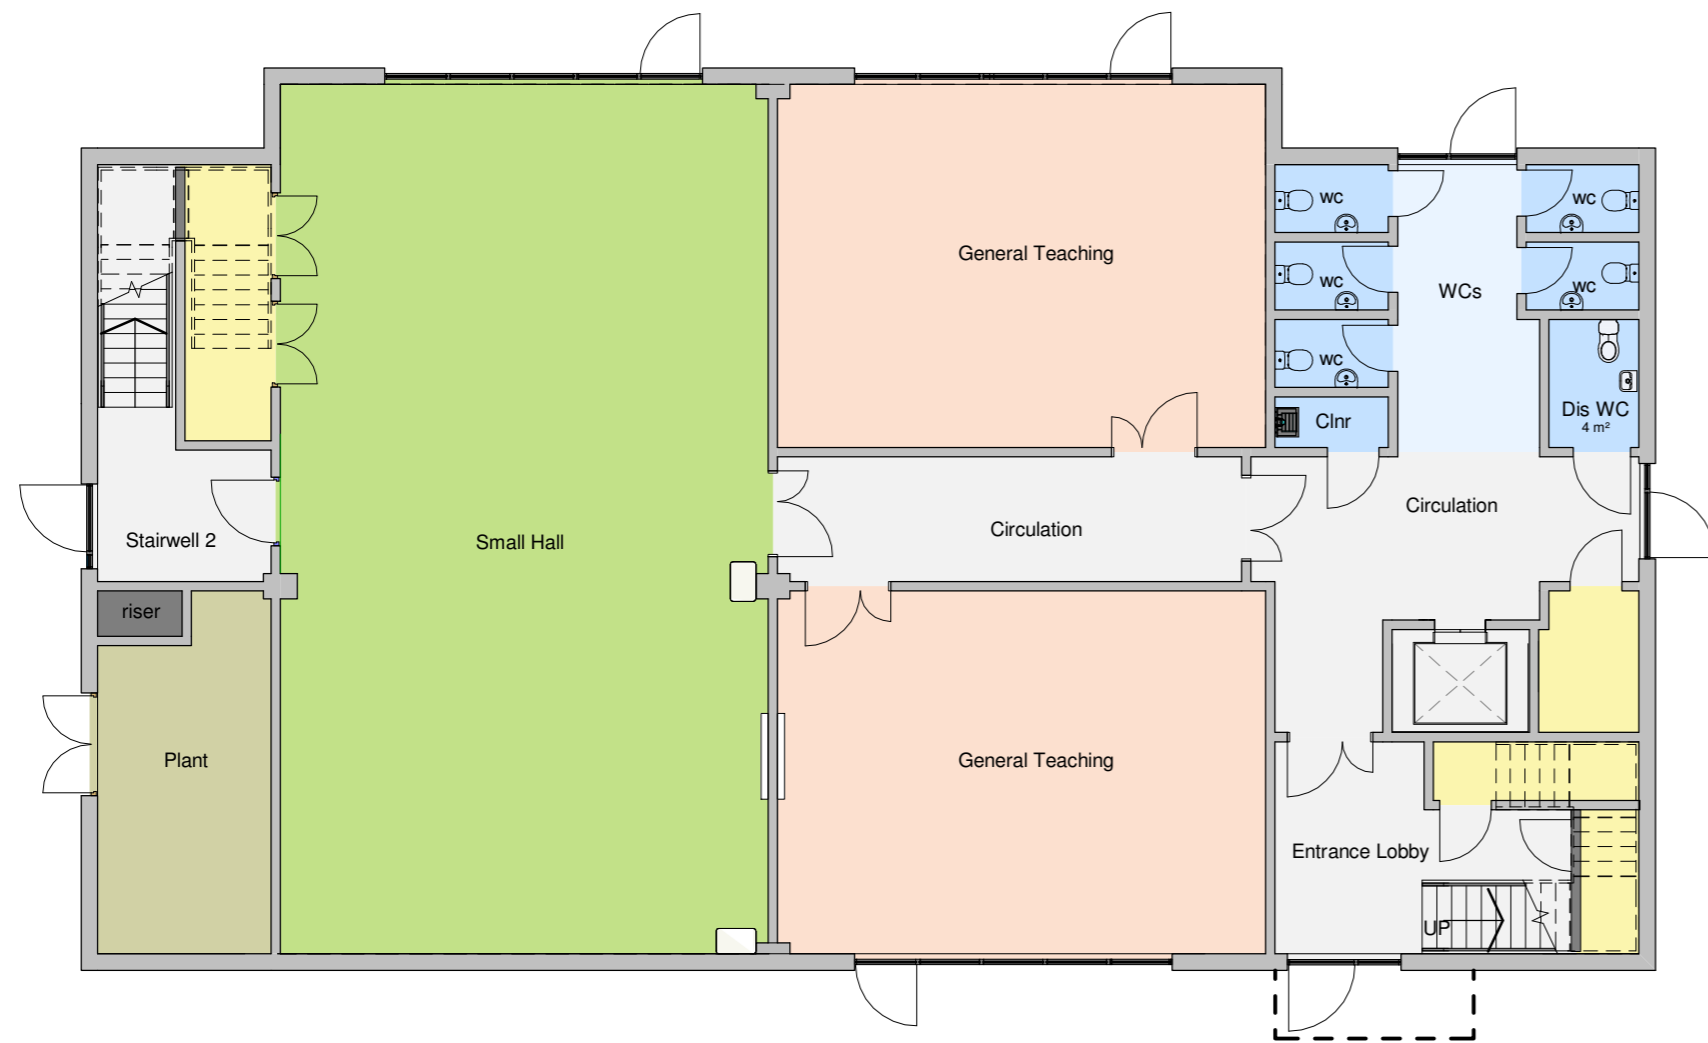 WC
WC
General Teaching
WC
WC
WCs
WC
Dis WC
4 m²
Clnr
Circulation
Circulation
Stairwell 2
Small Hall
riser
Plant
General Teaching
Entrance Lobby
UP